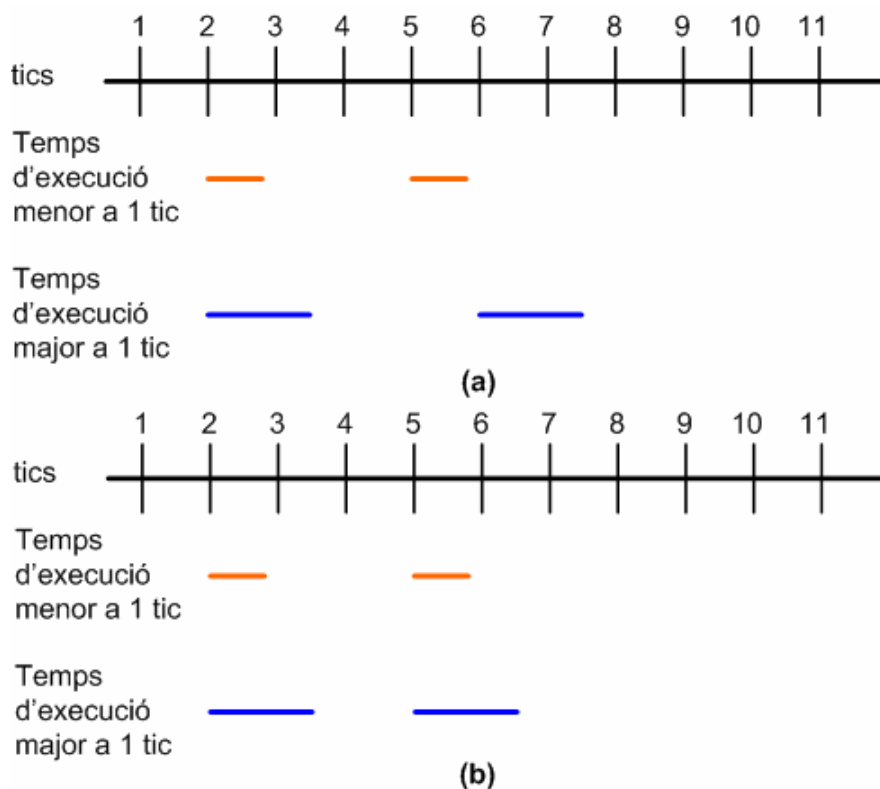 1 2 3 4 5 6 7 8 9 10 11
tics
Temps
d'execució
menor a 1 tic
Temps
d'execució
major a 1 tic
(a)
1 2 3 4 5 6 7 8 9 10 11
tics
Temps
d'execució
menor a 1 tic
Temps
d'execució
major a 1 tic
(b)